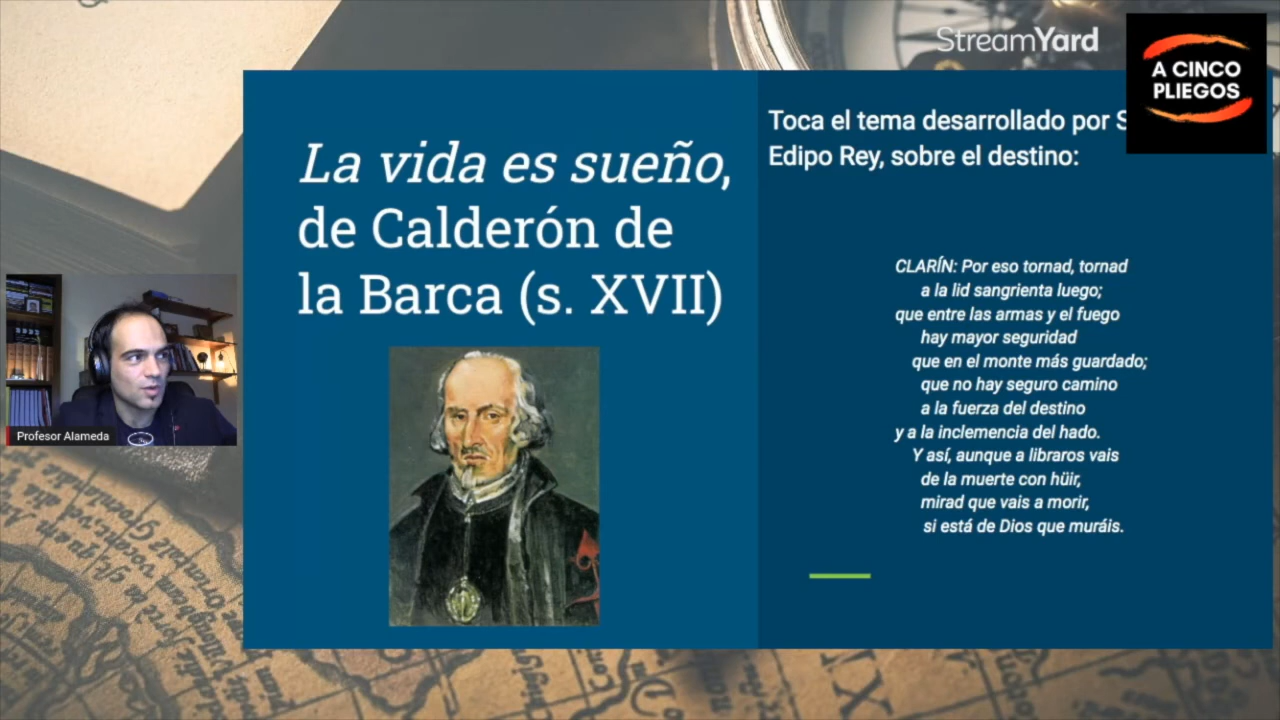 StreamYard
A CINCO
PLIEGOS
La vida es sueño,
de Calderón de
la Barca (s. XVII)
Toca el tema desarrollado por
Edipo Rey, sobre el destino:
CLARÍN: Por eso tornad, tornad
a la lid sangrienta luego;
que entre las armas y el fuego
hay mayor seguridad
que en el monte más guardado;
que no hay seguro camino
a la fuerza del destino
y a la inclemencia del hado.
Y así, aunque a libraros vais
de la muerte con hüir,
mirad que vais a morir,
si está de Dios que muráis.
Profesor Alameda